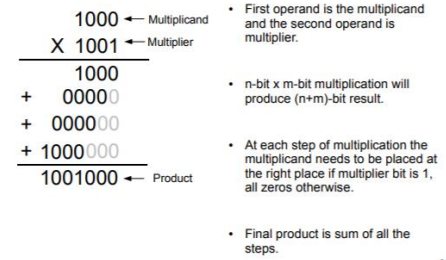 1000 ← Multiplicand
X 1001 ← Multiplier
1000
+ 00000
+ 000000
+ 1000000
1001000 ← Product
• First operand is the multiplicand
and the second operand is
multiplier.
• n-bit x m-bit multiplication will
produce (n+m)-bit result.
• At each step of multiplication the
multiplicand needs to be placed at
the right place if multiplier bit is 1,
all zeros otherwise.
• Final product is sum of all the
steps.